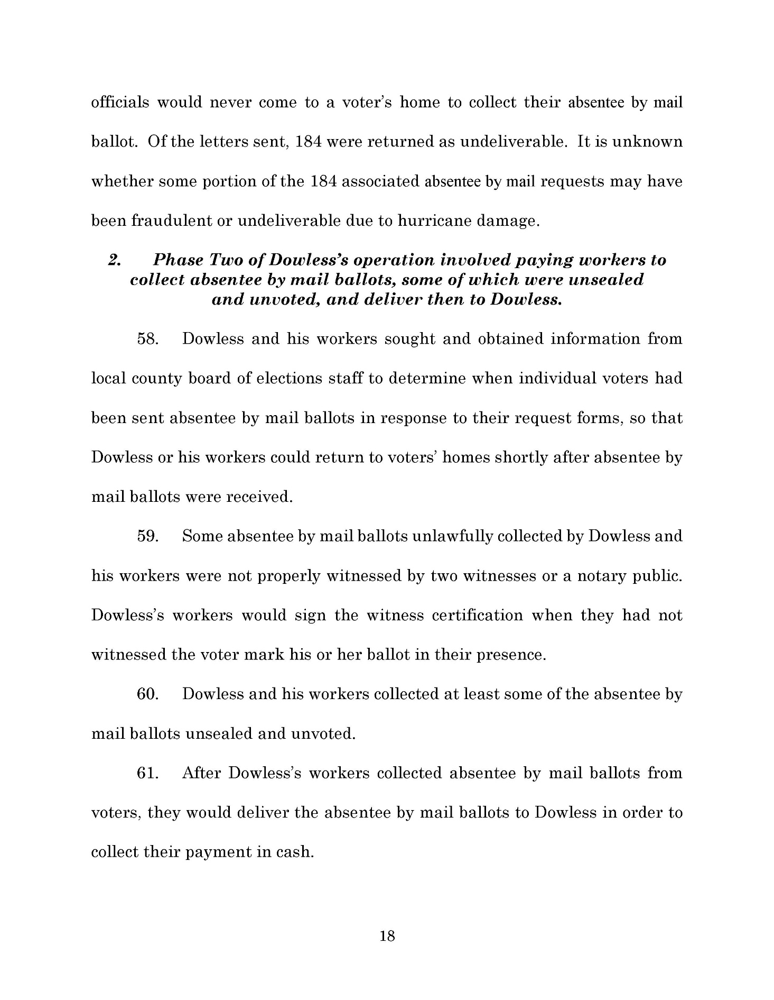 officials would never come to a voter’s home to collect their absentee by mail
ballot. Of the letters sent, 184 were returned as undeliverable. It is unknown
whether some portion of the 184 associated absentee by mail requests may have
been fraudulent or undeliverable due to hurricane damage.
2. Phase Two of Dowless’s operation involved paying workers to
collect absentee by mail ballots, some of which were unsealed
and unvoted, and deliver then to Dowless.
58. Dowless and his workers sought and obtained information from
local county board of elections staff to determine when individual voters had
been sent absentee by mail ballots in response to their request forms, so that
Dowless or his workers could return to voters’ homes shortly after absentee by
mail ballots were received.
59. Some absentee by mail ballots unlawfully collected by Dowless and
his workers were not properly witnessed by two witnesses or a notary public.
Dowless’s workers would sign the witness certification when they had not
witnessed the voter mark his or her ballot in their presence.
60. Dowless and his workers collected at least some of the absentee by
mail ballots unsealed and unvoted.
61. After Dowless’s workers collected absentee by mail ballots from
voters, they would deliver the absentee by mail ballots to Dowless in order to
collect their payment in cash.
18